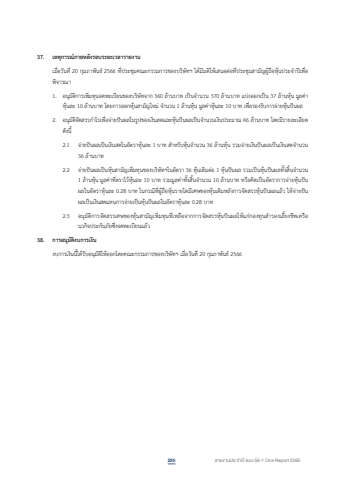 37. เหตุการณ์ภายหลังรอบระยะเวลารายงาน
เมื่อวันที่ 20 กุมภาพันธ์ 2566 ที่ประชุมคณะกรรมการของบริษัทฯ ได้มีมติให้เสนอต่อที่ประชุมสามัญผู้ถือหุ้นประจำปีเพื่อ
พิจารณา
1. อนุมัติการเพิ่มทุนจดทะเบียนของบริษัทจาก 360 ล้านบาท เป็นจำนวน 370 ล้านบาท แบ่งออกเป็น 37 ล้านหุ้น มูลค่า
หุ้นละ 10 ล้านบาท โดยการออกหุ้นสามัญใหม่ จำนวน 1 ล้านหุ้น มูลค่าหุ้นละ 10 บาท เพื่อรองรับการจ่ายหุ้นปันผล
2. อนุมัติจัดสรรกำไรเพื่อจ่ายปันผลในรูปของเงินสดและหุ้นปันผลเป็นจำนวนเงินประมาณ 46 ล้านบาท โดยมีรายละเอียด
ดังนี้
2.1 จ่ายปันผลเป็นเงินสดในอัตราหุ้นละ 1 บาท สำหรับหุ้นจำนวน 36 ล้านหุ้น รวมจ่ายเงินปันผลเป็นเงินสดจำนวน
36 ล้านบาท
2.2 จ่ายปันผลเป็นหุ้นสามัญเพิ่มทุนของบริษัทฯในอัตรา 36 หุ้นเดิมต่อ 1 หุ้นปันผล รวมเป็นหุ้นปันผลทั้งสิ้นจำนวน
1 ล้านหุ้น มูลค่าที่ตราไว้หุ้นละ 10 บาท รวมมูลค่าทั้งสิ้นจำนวน 10 ล้านบาท หรือคิดเป็นอัตราการจ่ายหุ้นปัน
ผลในอัตราหุ้นละ 0.28 บาท ในกรณีที่ผู้ถือหุ้นรายใดมีเศษของหุ้นเดิมหลังการจัดสรรหุ้นปันผลแล้ว ให้จ่ายปัน
ผลเป็นเงินสดแทนการจ่ายเป็นหุ้นปันผลในอัตราหุ้นละ 0.28 บาท
2.3 อนุมัติการจัดสรรเศษของหุ้นสามัญเพิ่มทุนที่เหลือจากการจัดสรรหุ้นปันผลให้แก่กองทุนสำรองเลี้ยงชีพเครือ
นวกิจประกันภัยซึ่งจดทะเบียนแล้ว
38. การอนุมัติงบการเงิน
งบการเงินนี้ได้รับอนุมัติให้ออกโดยคณะกรรมการของบริษัทฯ เมื่อวันที่ 20 กุมภาพันธ์ 2566
รายงานประจำปี แบบ 56-1 One Report 2565